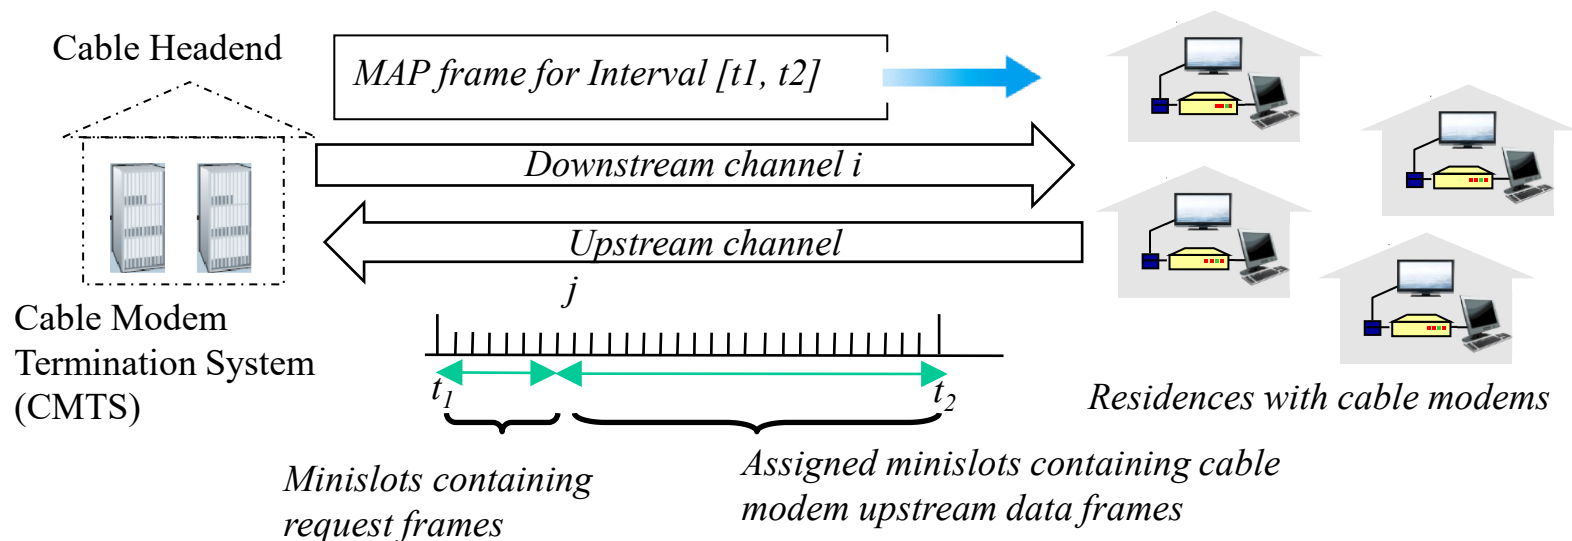 Cable Headend
MAP frame for Interval [t1, t2]
Downstream channel i
Upstream channel
j
t1
t2
Cable Modem
Termination System
(CMTS)
Residences with cable modems
Minislots containing
request frames
Assigned minislots containing cable
modem upstream data frames